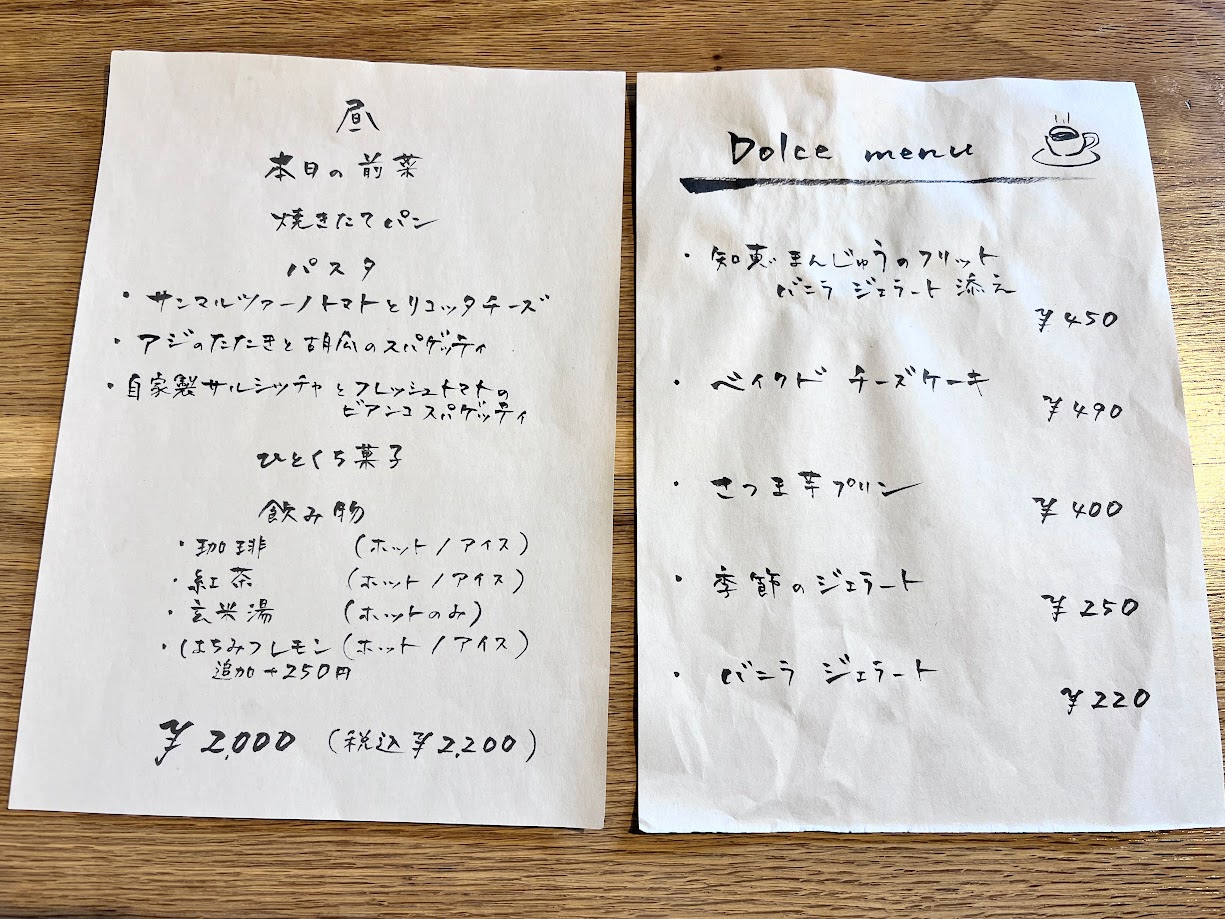 昼
本日の前菜
焼きたてパン
パスタ
・サンマルツァーノトマトとリコッタチーズ
・アジのたたきと胡瓜のスパゲッティ
・自家製サルシッチャとフレッシュトマトの
ビアンコスパゲッティ
ひとくち菓子
飲み物
・珈琲 (ホット/アイス)
・紅茶 (ホット/アイス)
・玄米湯 (ホットのみ)
・はちみつレモン (ホット/アイス)
追加+250円
¥2,000 (税込¥2,200)
Dolce menu
・知恵まんじゅうのフリット
バニラ ジェラート添え
¥450
・ベイクド チーズケーキ
¥490
・さつま芋プリン
¥400
・季節のジェラート
¥250
・バニラ ジェラート
¥220